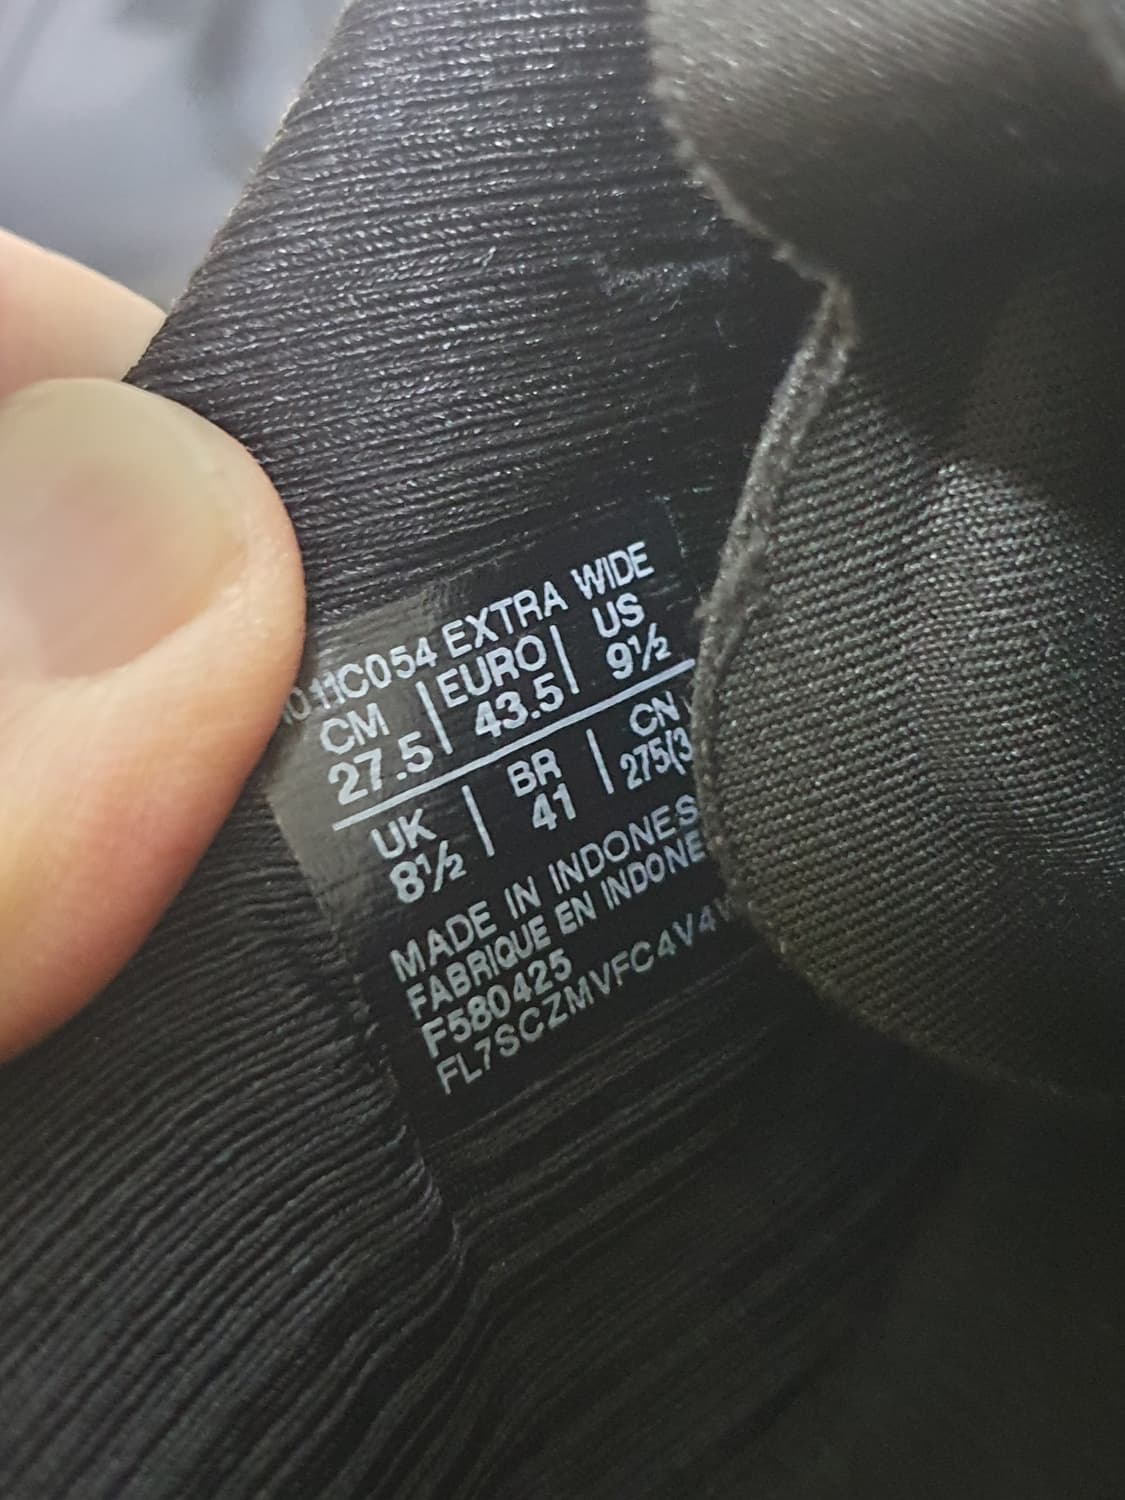 1011C054 EXTRA WIDE
CM | EURO | US
27.5 | 43.5 | 9½
UK | BR | CN
8½ | 41 | 275(3
MADE IN INDONES
FABRIQUE EN INDONE
F580425
FL7SCZMVFC4V4